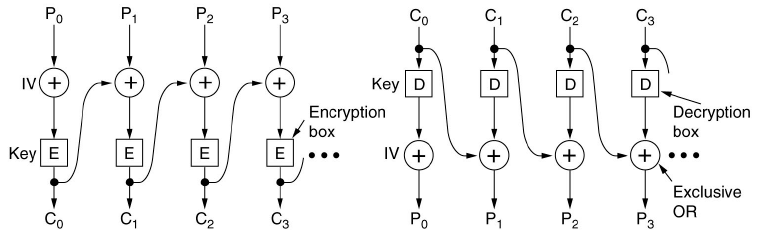 P0 P1 P2 P3
IV + + + +
Encryption box
Key E E E E
C0 C1 C2 C3
C0 C1 C2 C3
Key D D D D
Decryption box
IV + + + +
Exclusive OR
P0 P1 P2 P3